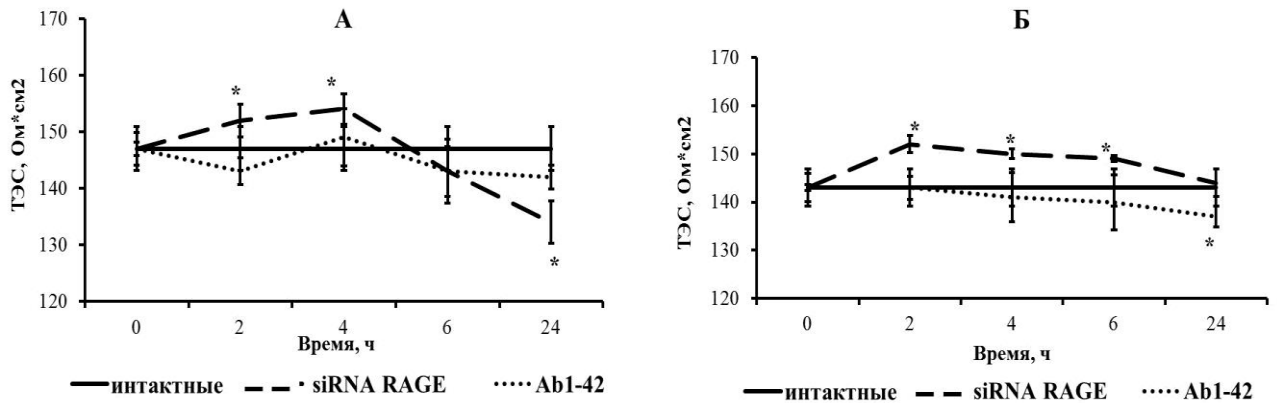 А
170
160
150
140
130
120
ТЭС, Ом*см2
*
*
*
0 2 4 6 24
Время, ч
интактные siRNA RAGE Ab1-42
Б
170
160
150
140
130
120
ТЭС, Ом*см2
*
*
*
*
0 2 4 6 24
Время, ч
интактные siRNA RAGE Ab1-42